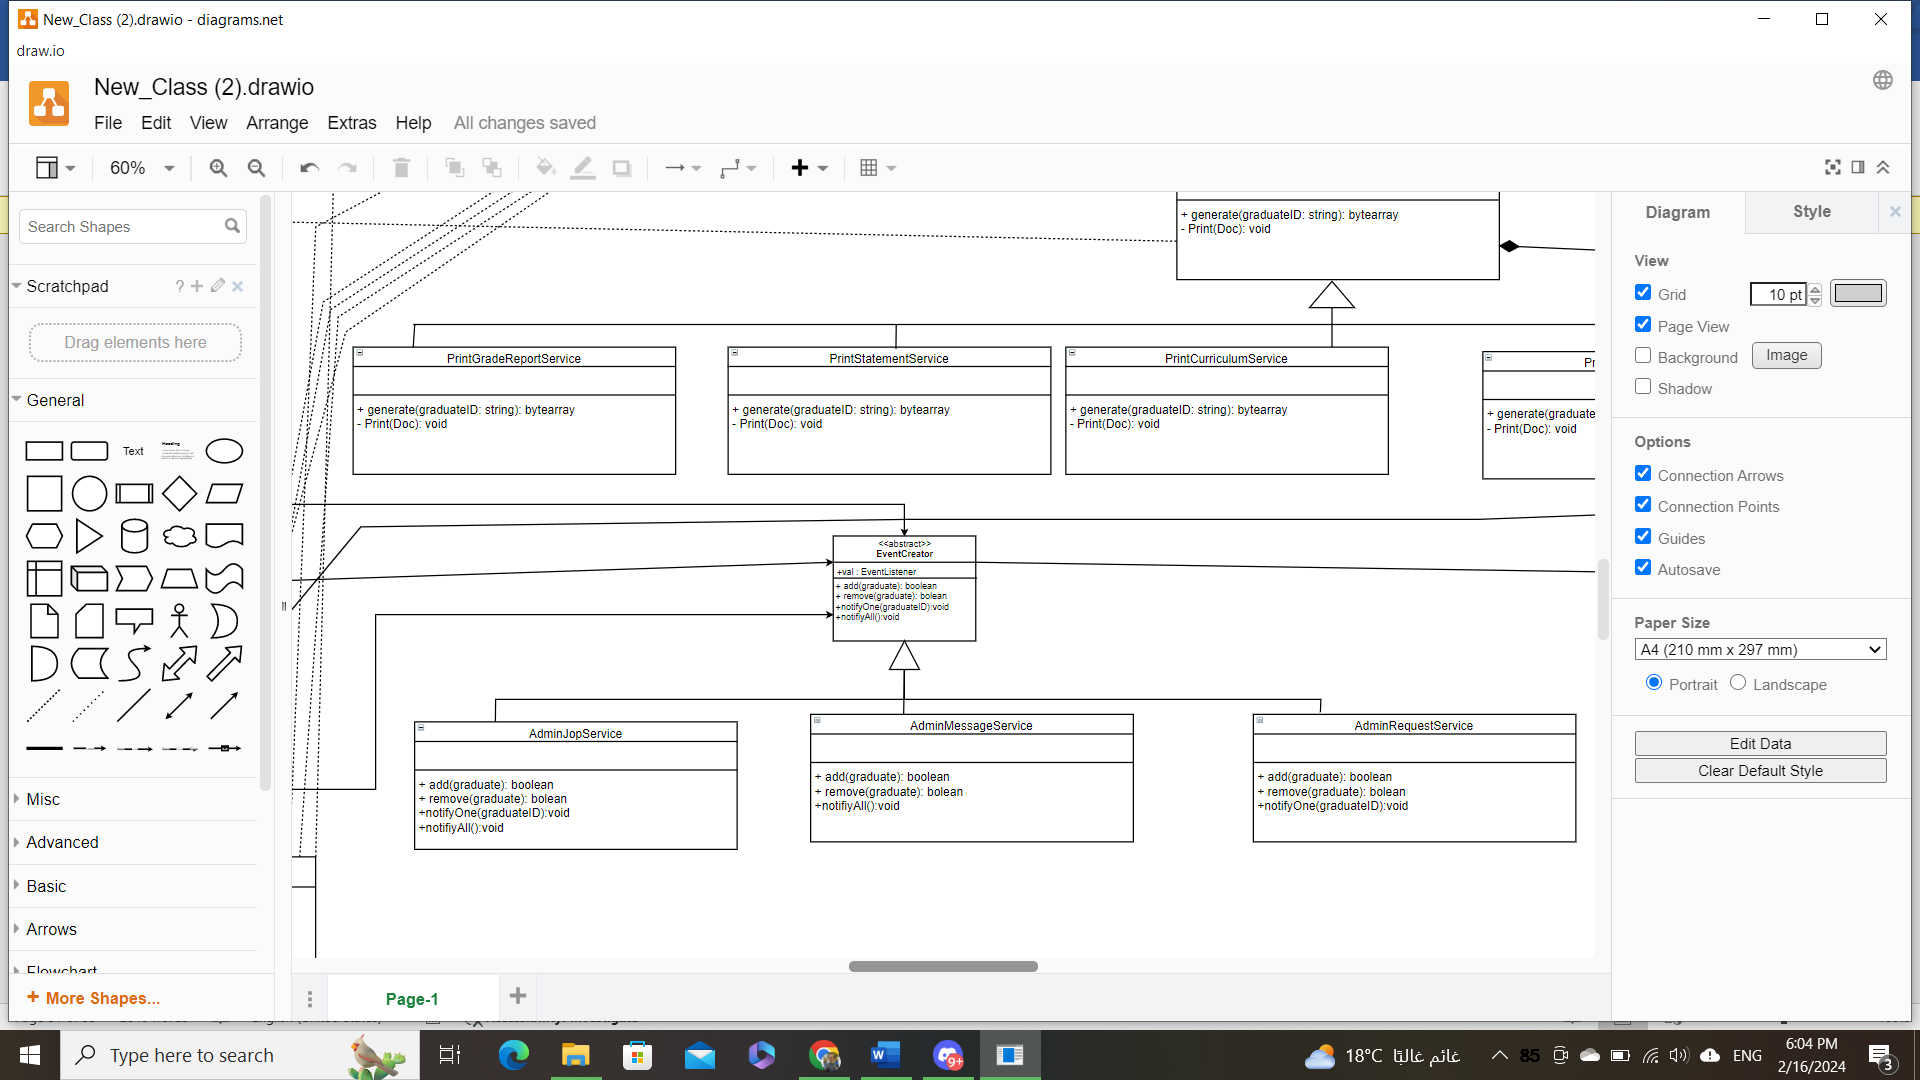 New_Class (2).drawio - diagrams.net
draw.io
New_Class (2).drawio
File Edit View Arrange Extras Help All changes saved
60%
Search Shapes
Scratchpad
?
Drag elements here
General
Text
Heading
Misc
Advanced
Basic
Arrows
Flowchart
+ More Shapes...
+ generate(graduateID: string): bytearray
- Print(Doc): void
PrintGradeReportService
+ generate(graduateID: string): bytearray
- Print(Doc): void
PrintStatementService
+ generate(graduateID: string): bytearray
- Print(Doc): void
PrintCurriculumService
+ generate(graduateID: string): bytearray
- Print(Doc): void
Pr
+ generate(graduate
- Print(Doc): void
<<abstract>>
EventCreator
+val : EventListener
+ add(graduate): boolean
+ remove(graduate): bolean
+notifyOne(graduateID):void
+notifiyAll():void
AdminJopService
+ add(graduate): boolean
+ remove(graduate): bolean
+notifyOne(graduateID):void
+notifiyAll():void
AdminMessageService
+ add(graduate): boolean
+ remove(graduate): bolean
+notifiyAll():void
AdminRequestService
+ add(graduate): boolean
+ remove(graduate): bolean
+notifyOne(graduateID):void
Page-1
Diagram Style
View
Grid 10 pt
Page View
Background Image
Shadow
Options
Connection Arrows
Connection Points
Guides
Autosave
Paper Size
A4 (210 mm x 297 mm)
Portrait Landscape
Edit Data
Clear Default Style
Type here to search
9+
18°C غائم غالبًا
85
ENG
6:04 PM
2/16/2024
3